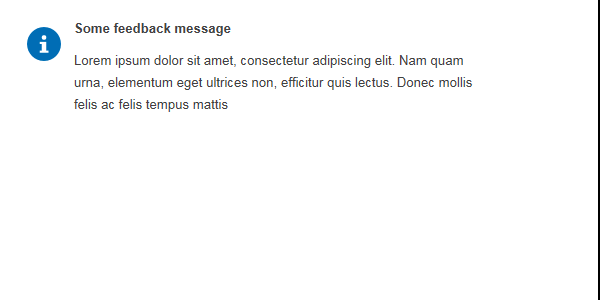 Some feedback message
Lorem ipsum dolor sit amet, consectetur adipiscing elit. Nam quam
urna, elementum eget ultrices non, efficitur quis lectus. Donec mollis
felis ac felis tempus mattis